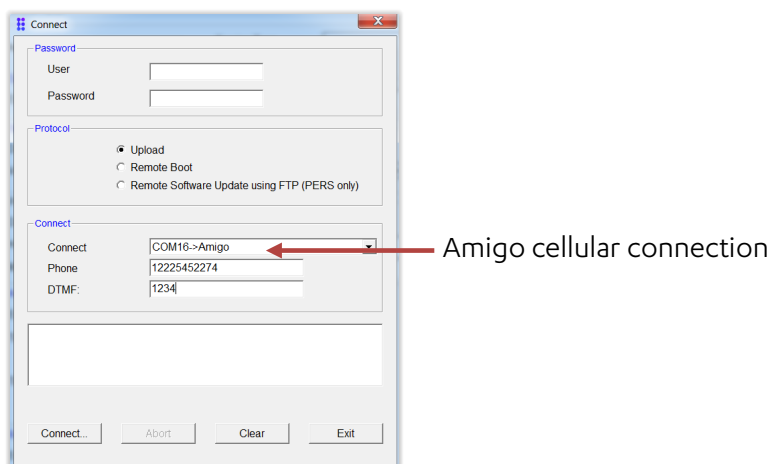 Connect
Password
User
Password
Protocol
Upload
Remote Boot
Remote Software Update using FTP (PERS only)
Connect
Connect COM16->Amigo
Amigo cellular connection
Phone 12225452274
DTMF: 1234
Connect... Abort Clear Exit